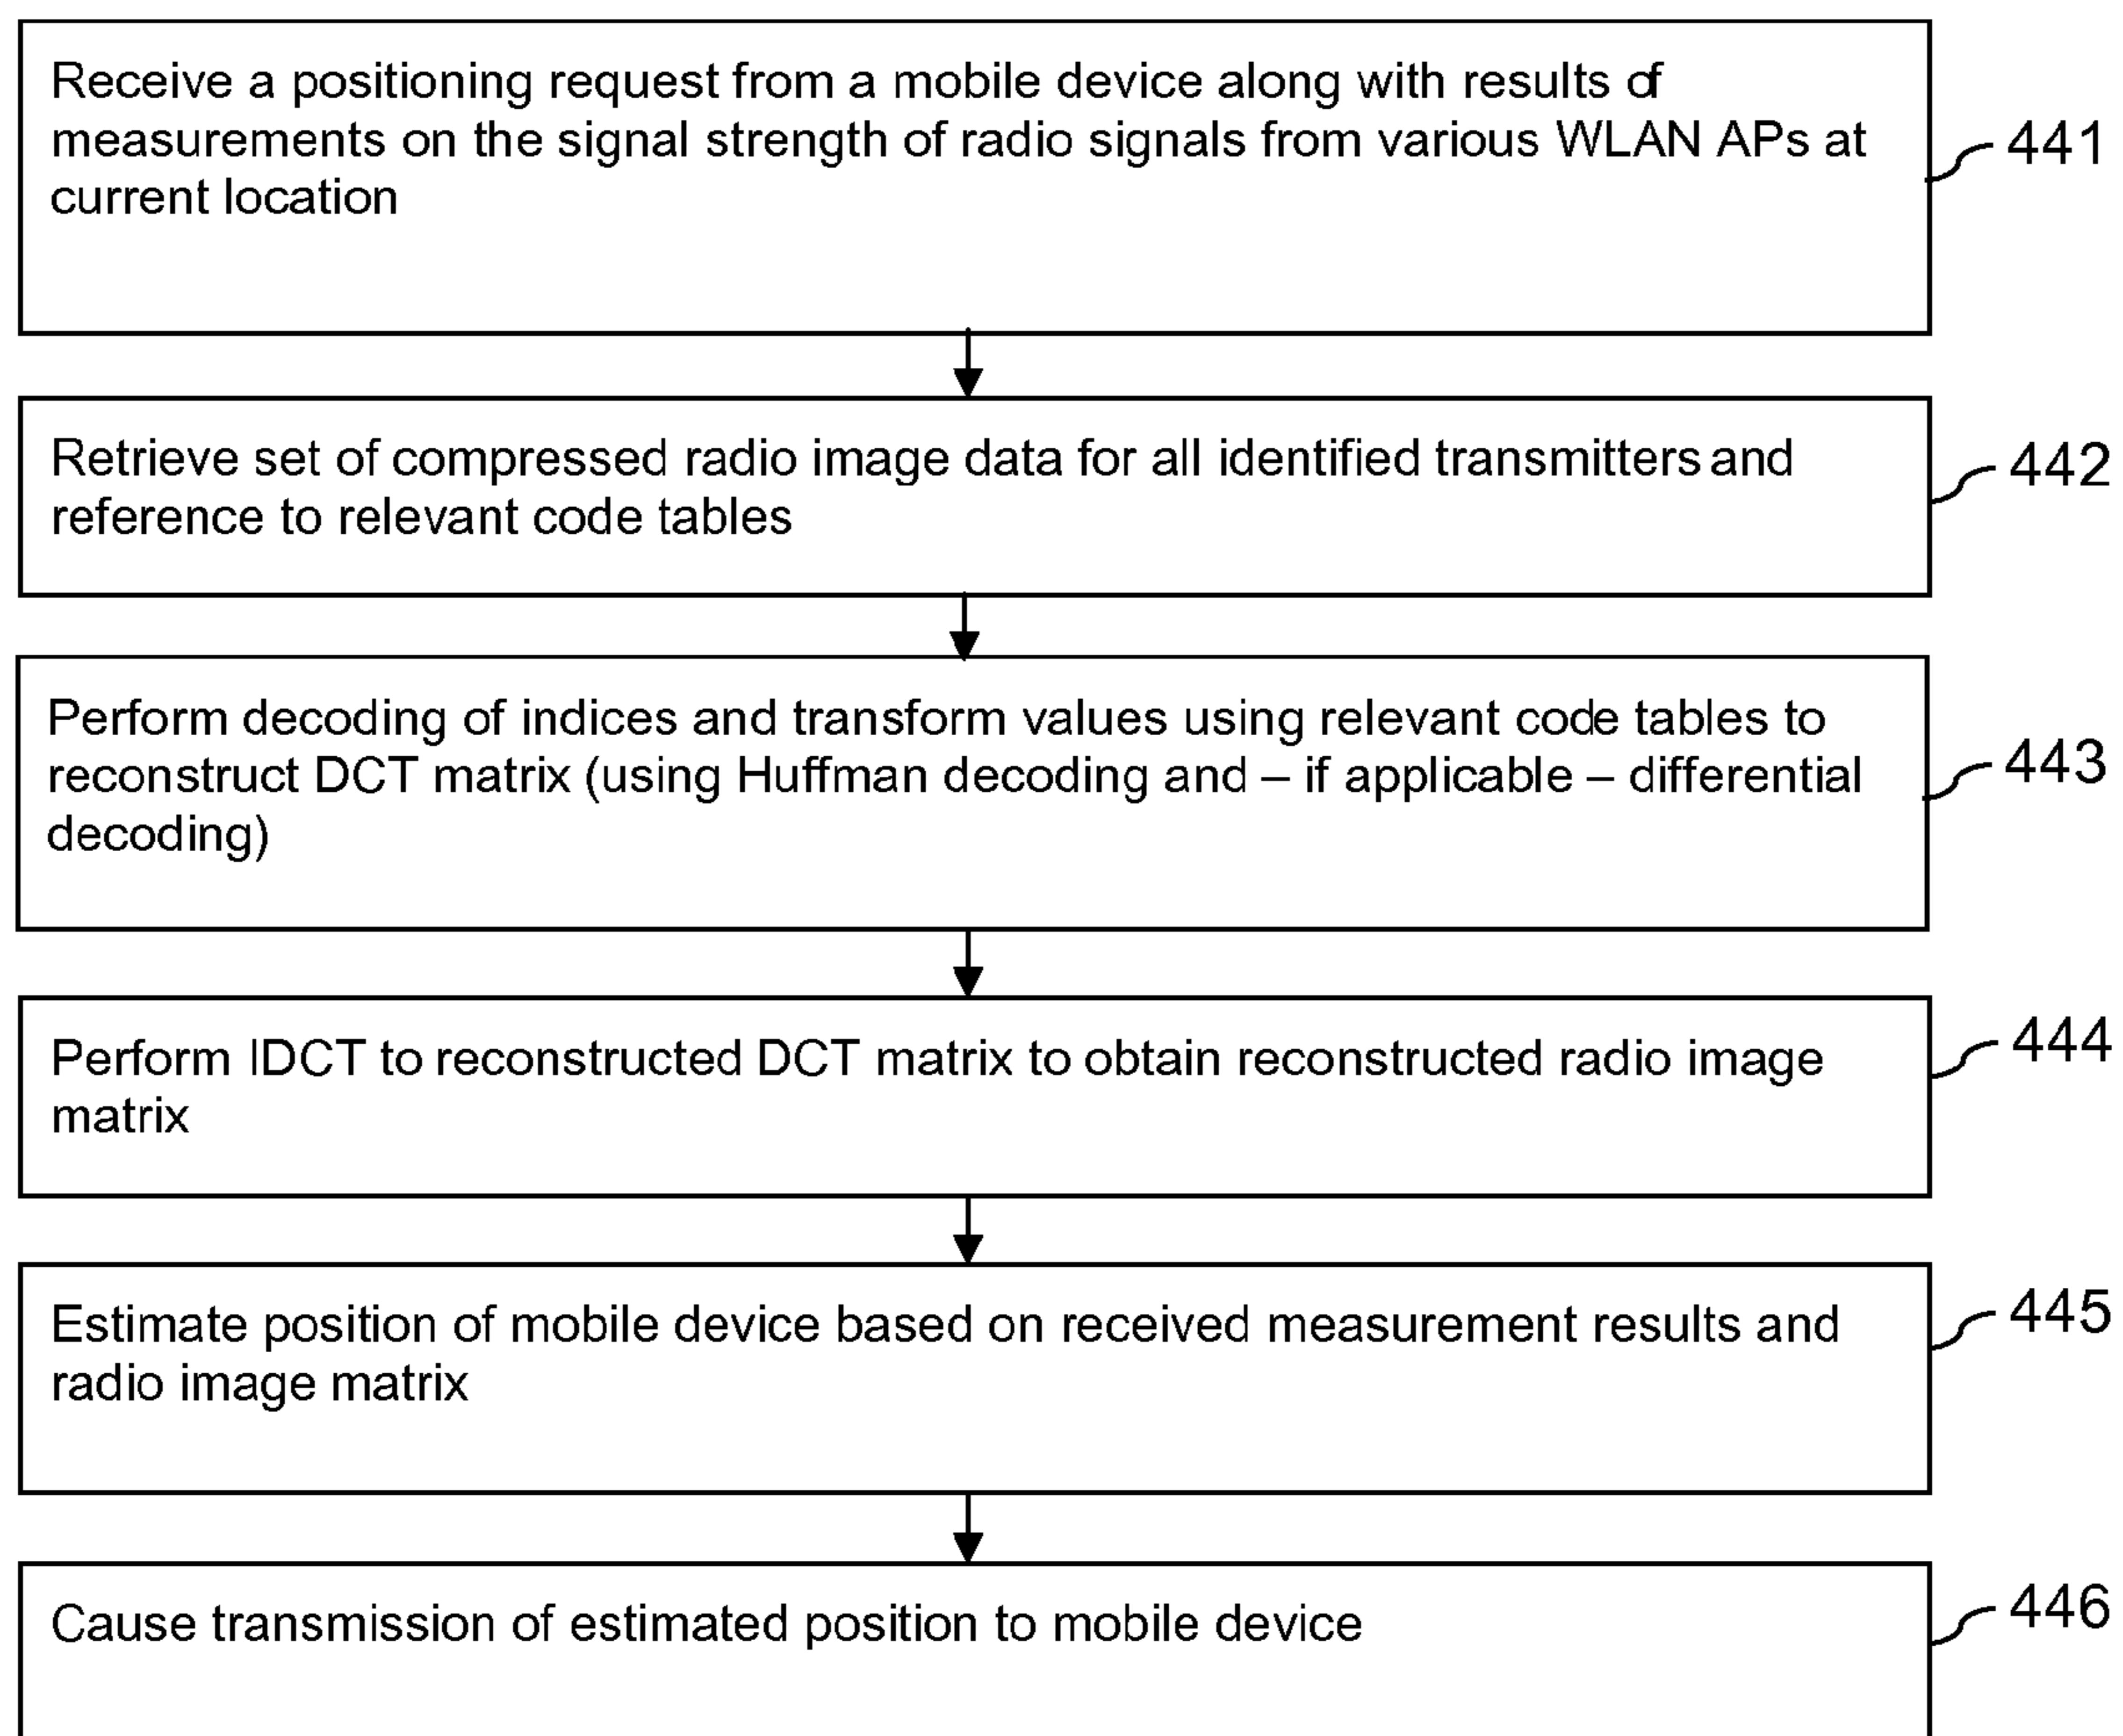 Receive a positioning request from a mobile device along with results of
measurements on the signal strength of radio signals from various WLAN APs at
current location
441
Retrieve set of compressed radio image data for all identified transmitters and
reference to relevant code tables
442
Perform decoding of indices and transform values using relevant code tables to
reconstruct DCT matrix (using Huffman decoding and – if applicable – differential
decoding)
443
Perform IDCT to reconstructed DCT matrix to obtain reconstructed radio image
matrix
444
Estimate position of mobile device based on received measurement results and
radio image matrix
445
Cause transmission of estimated position to mobile device
446